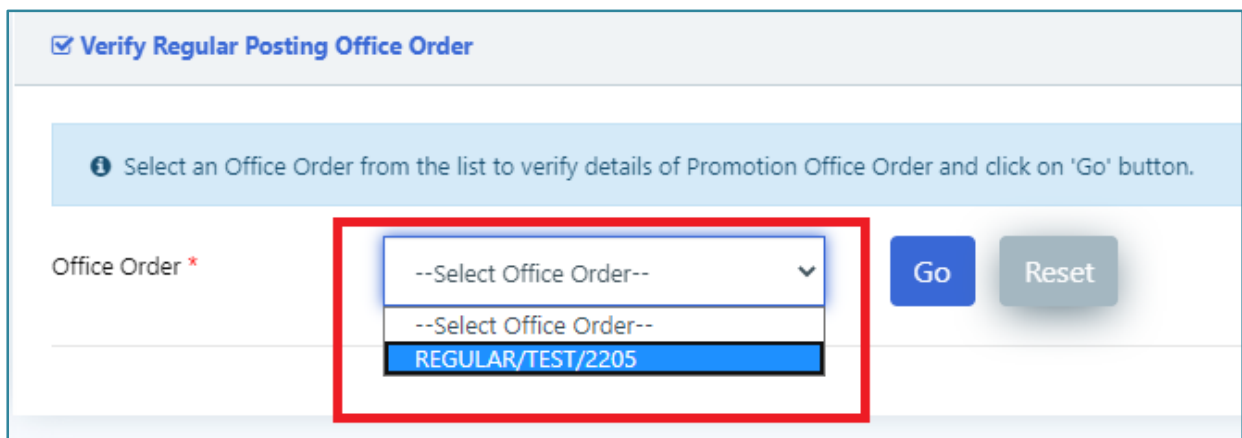 Verify Regular Posting Office Order
Select an Office Order from the list to verify details of Promotion Office Order and click on 'Go' button.
Office Order * --Select Office Order-- Go Reset
--Select Office Order--
REGULAR/TEST/2205